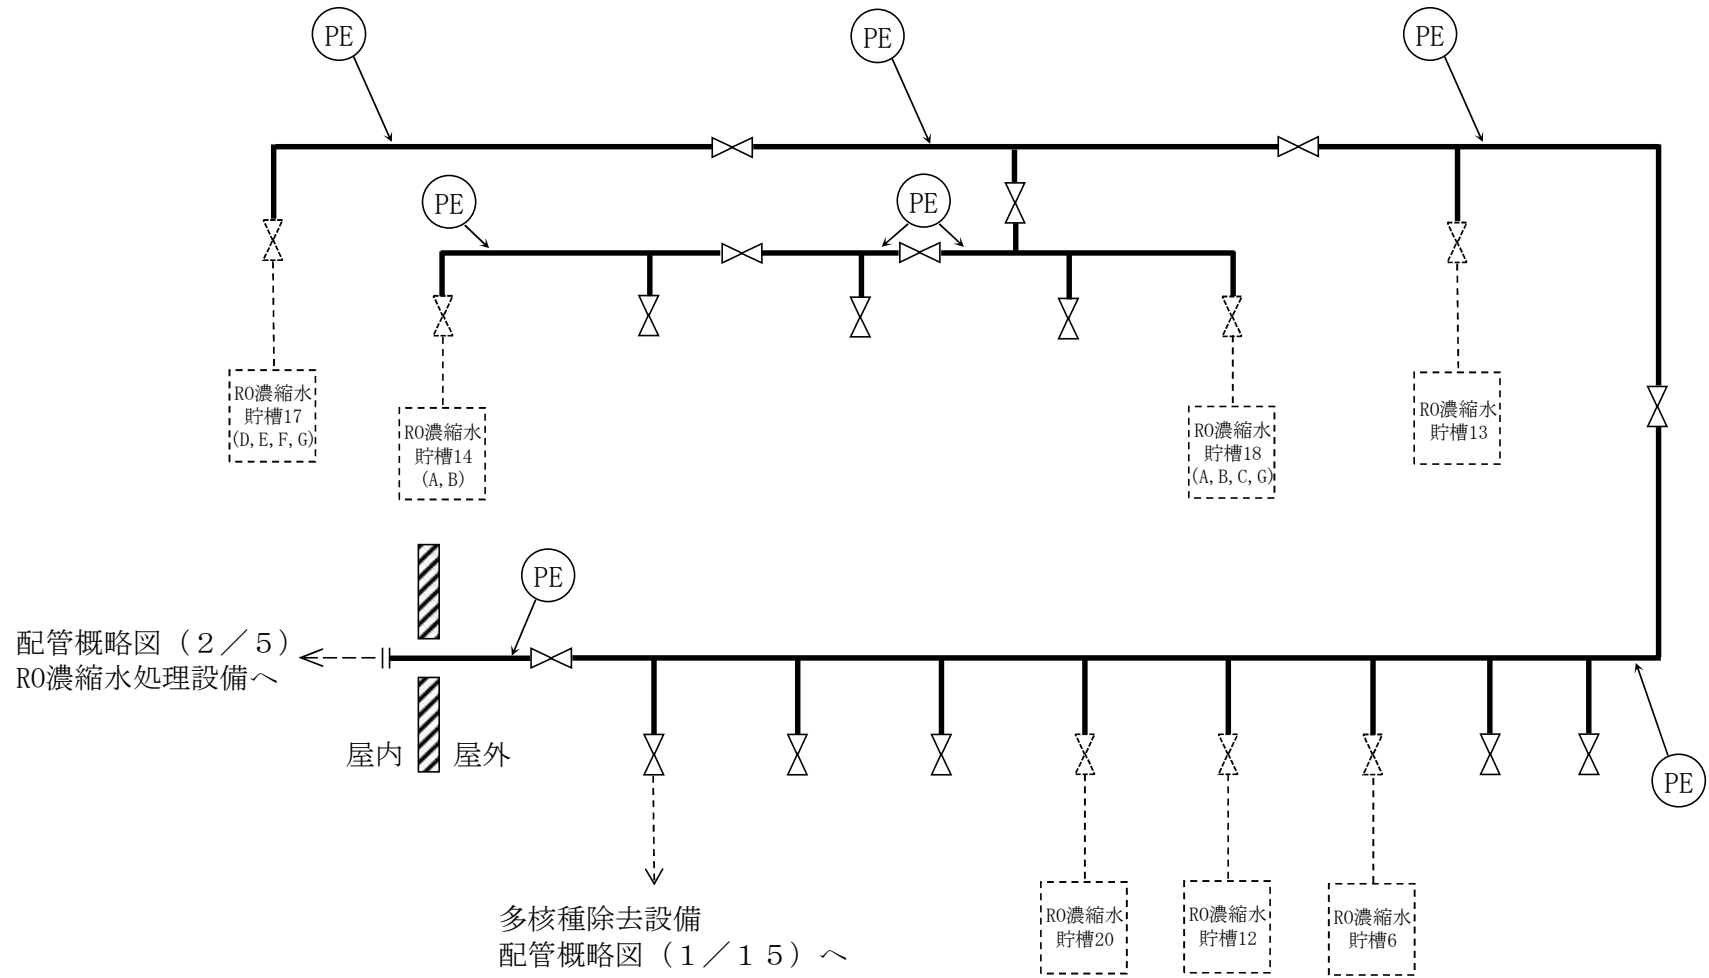 PE
PE
PE
PE
PE
RO濃縮水
貯槽17
(D,E,F,G)
RO濃縮水
貯槽14
(A,B)
RO濃縮水
貯槽18
(A,B,C,G)
RO濃縮水
貯槽13
PE
配管概略図（２／５）
RO濃縮水処理設備へ
屋内
屋外
PE
多核種除去設備
配管概略図（１／１５）へ
RO濃縮水
貯槽20
RO濃縮水
貯槽12
RO濃縮水
貯槽6